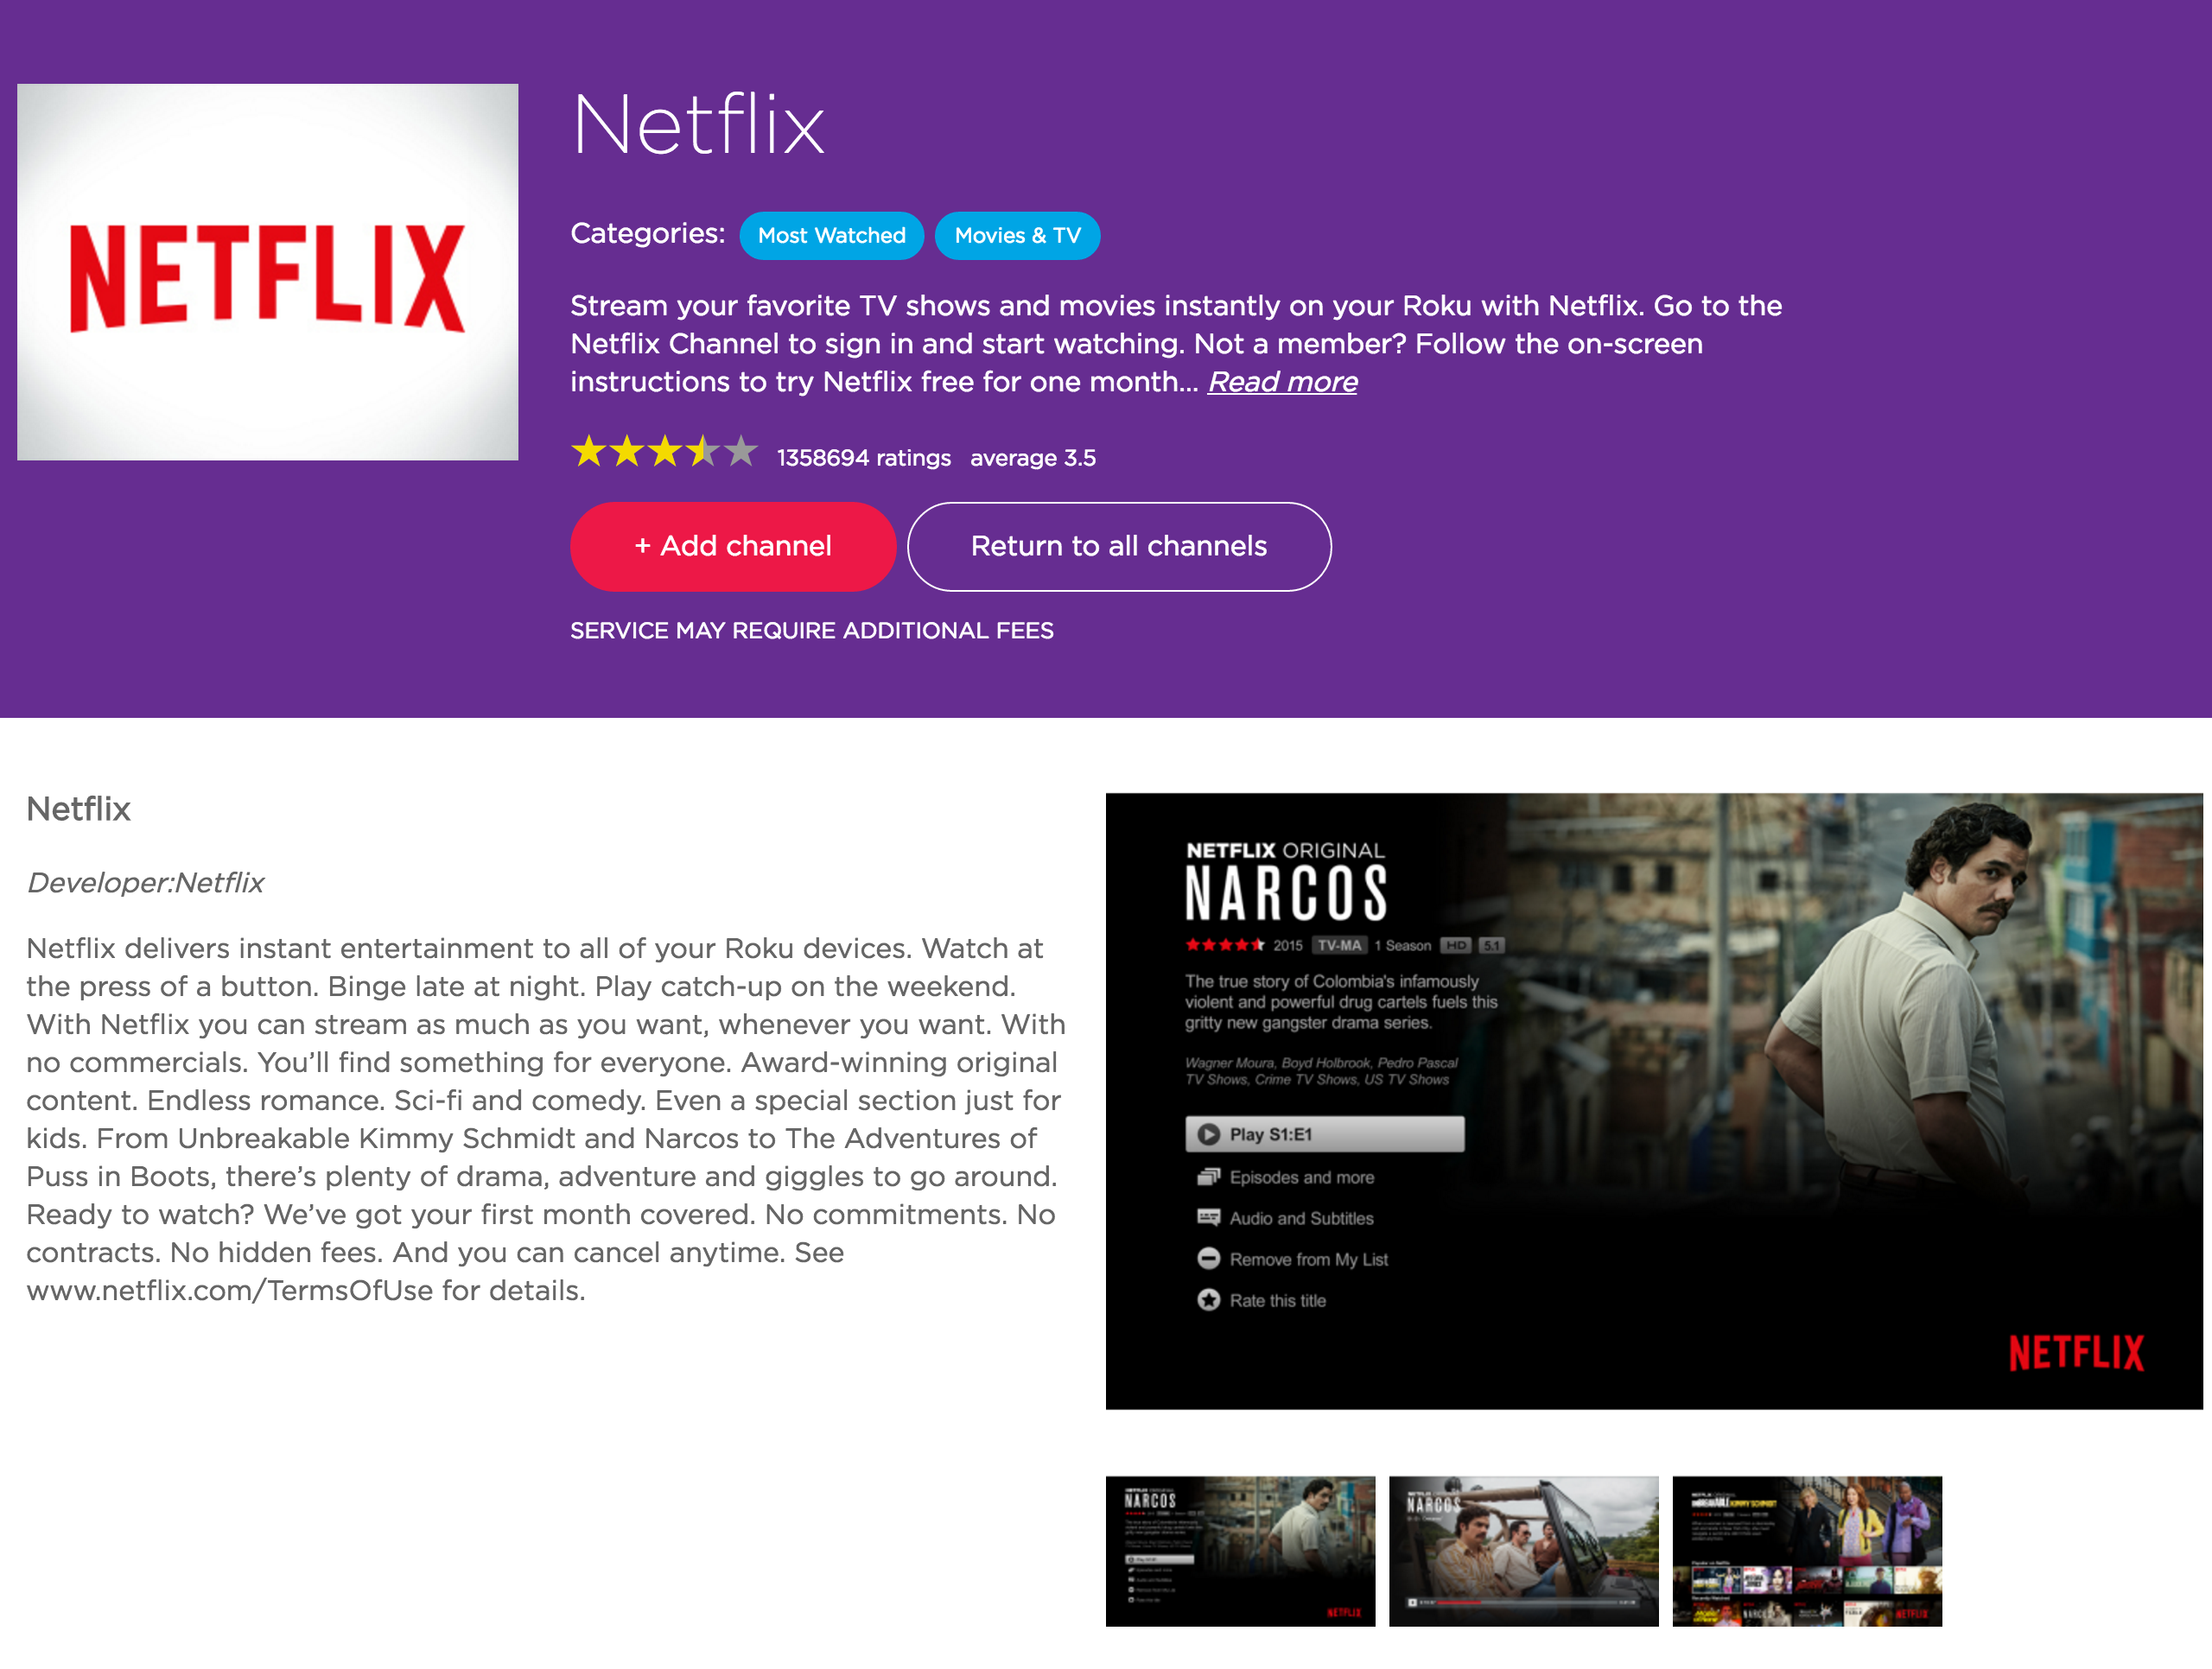 NETFLIX
Netflix
Categories: Most Watched Movies & TV
Stream your favorite TV shows and movies instantly on your Roku with Netflix. Go to the
Netflix Channel to sign in and start watching. Not a member? Follow the on-screen
instructions to try Netflix free for one month... Read more
1358694 ratings average 3.5
+ Add channel
Return to all channels
SERVICE MAY REQUIRE ADDITIONAL FEES
Netflix
Developer:Netflix
Netflix delivers instant entertainment to all of your Roku devices. Watch at
the press of a button. Binge late at night. Play catch-up on the weekend.
With Netflix you can stream as much as you want, whenever you want. With
no commercials. You’ll find something for everyone. Award-winning original
content. Endless romance. Sci-fi and comedy. Even a special section just for
kids. From Unbreakable Kimmy Schmidt and Narcos to The Adventures of
Puss in Boots, there’s plenty of drama, adventure and giggles to go around.
Ready to watch? We’ve got your first month covered. No commitments. No
contracts. No hidden fees. And you can cancel anytime. See
www.netflix.com/TermsOfUse for details.
NETFLIX ORIGINAL
NARCOS
2015 TV-MA 1 Season HD 5.1
The true story of Colombia's infamously
violent and powerful drug cartels fuels this
gritty new gangster drama series.
Wagner Moura, Boyd Holbrook, Pedro Pascal
TV Shows, Crime TV Shows, US TV Shows
Play S1:E1
Episodes and more
Audio and Subtitles
Remove from My List
Rate this title
NETFLIX
NARCOS
NETFLIX
NARCOS
UNBREAKABLE KIMMY SCHMIDT
NARCOS
NETFLIX